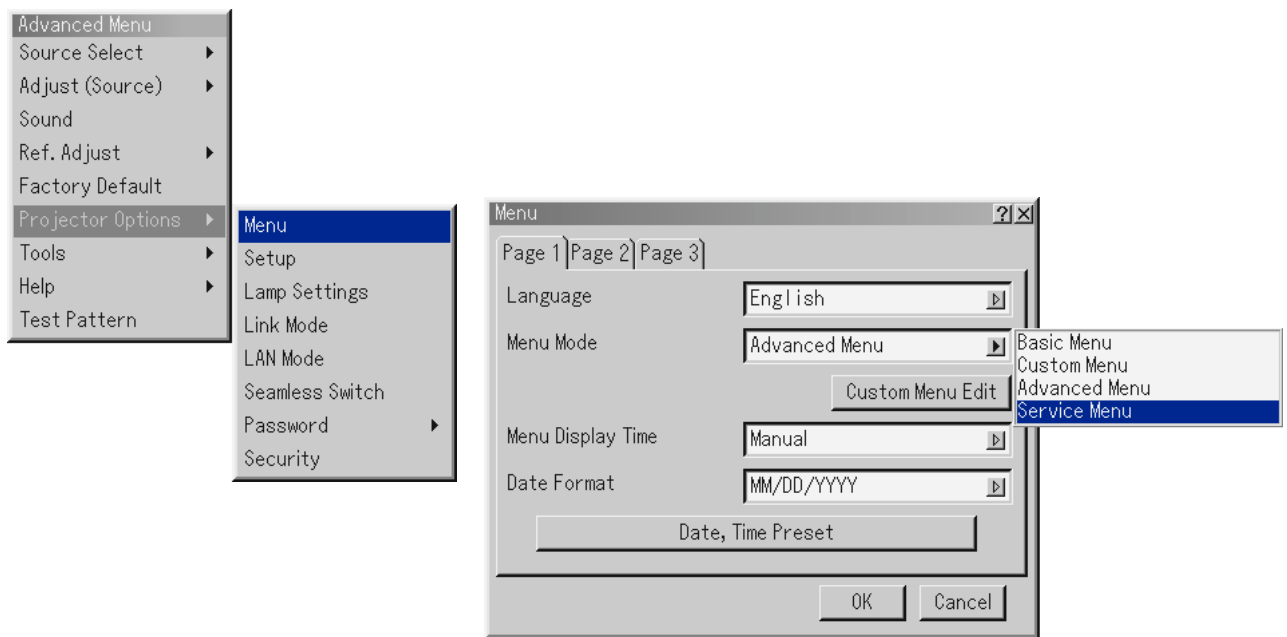 Advanced Menu
Source Select
Adjust (Source)
Sound
Ref. Adjust
Factory Default
Projector Options
Tools
Help
Test Pattern
Menu
Setup
Lamp Settings
Link Mode
LAN Mode
Seamless Switch
Password
Security
Menu
Page 1 Page 2 Page 3
Language English
Menu Mode Advanced Menu
Custom Menu Edit
Menu Display Time Manual
Date Format MM/DD/YYYY
Date, Time Preset
OK Cancel
Basic Menu
Custom Menu
Advanced Menu
Service Menu